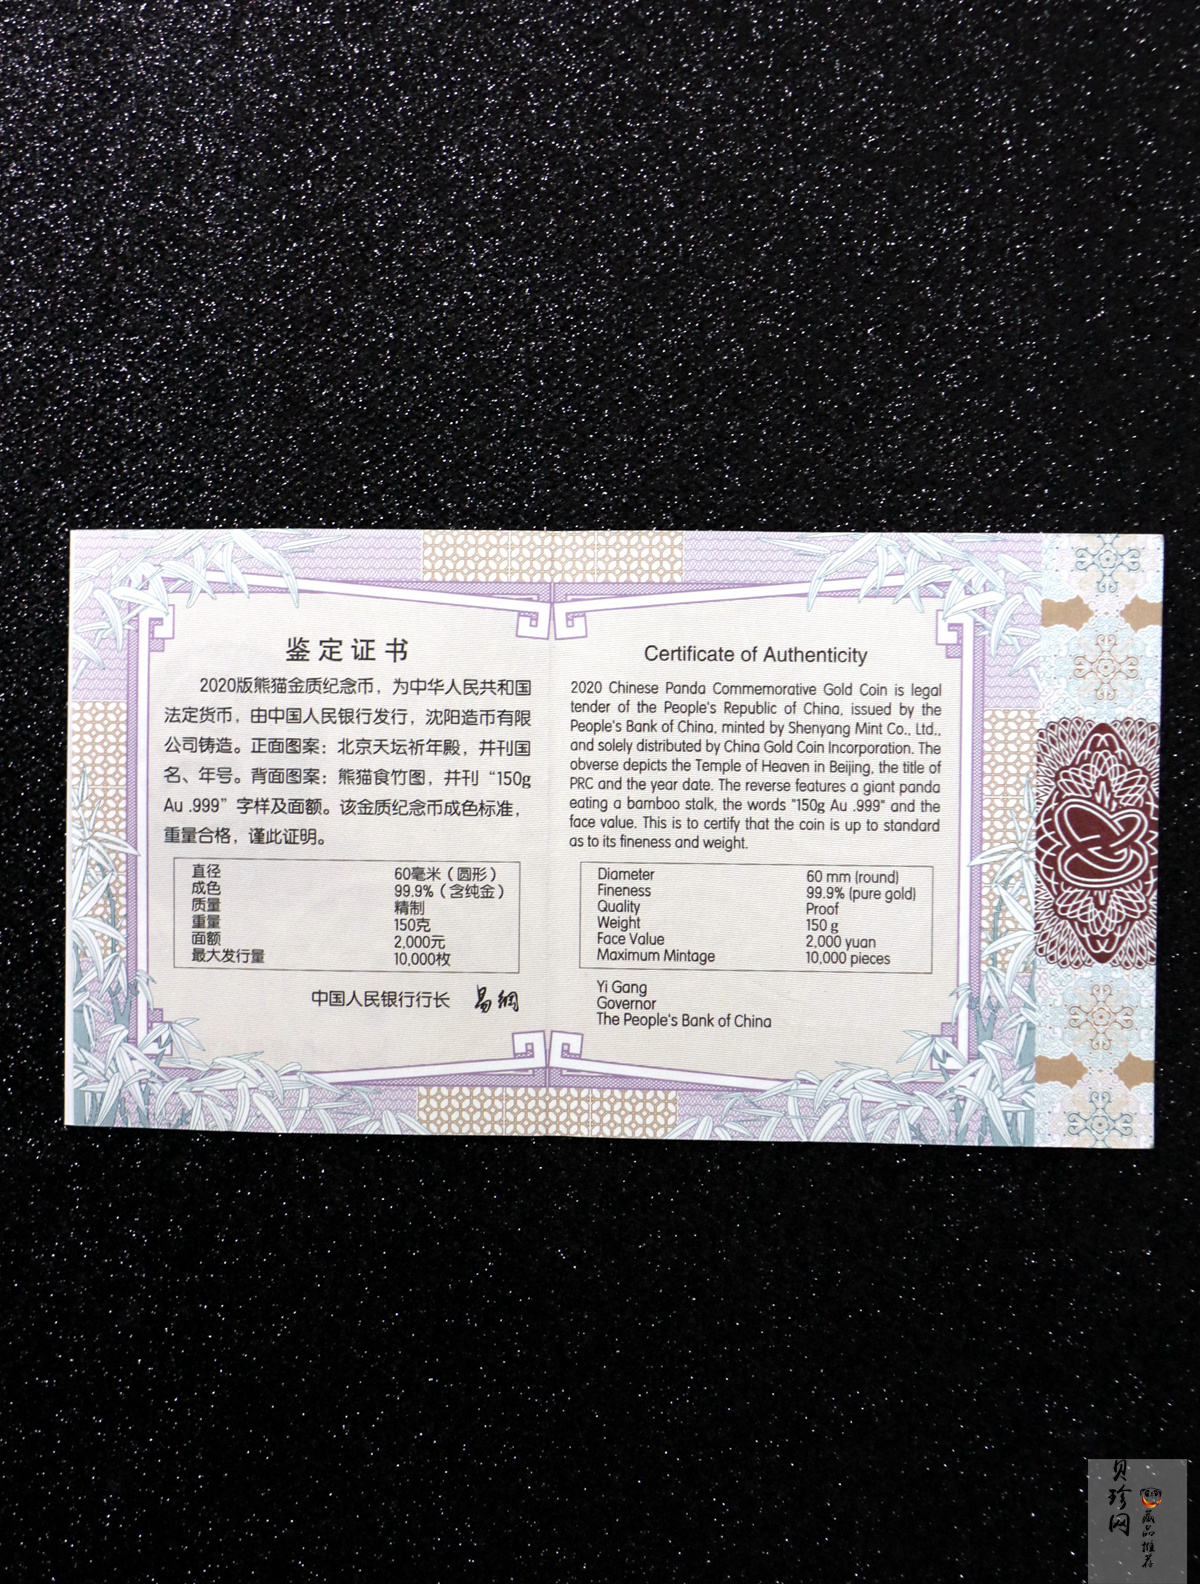 鉴定证书
2020版熊猫金质纪念币，为中华人民共和国
法定货币，由中国人民银行发行，沈阳造币有限
公司铸造。正面图案：北京天坛祈年殿，并刊国
名、年号。背面图案：熊猫食竹图，并刊“150g
Au .999”字样及面额。该金质纪念币成色标准，
重量合格，谨此证明。
直径 60毫米（圆形）
成色 99.9%（含纯金）
质量 精制
重量 150克
面额 2,000元
最大发行量 10,000枚
中国人民银行行长 易纲
Certificate of Authenticity
2020 Chinese Panda Commemorative Gold Coin is legal
tender of the People's Republic of China, issued by the
People's Bank of China, minted by Shenyang Mint Co., Ltd.,
and solely distributed by China Gold Coin Incorporation. The
obverse depicts the Temple of Heaven in Beijing, the title of
PRC and the year date. The reverse features a giant panda
eating a bamboo stalk, the words "150g Au .999" and the
face value. This is to certify that the coin is up to standard
as to its fineness and weight.
Diameter 60 mm (round)
Fineness 99.9% (pure gold)
Quality Proof
Weight 150 g
Face Value 2,000 yuan
Maximum Mintage 10,000 pieces
Yi Gang
Governor
The People's Bank of China
贝珍网
藏品推荐